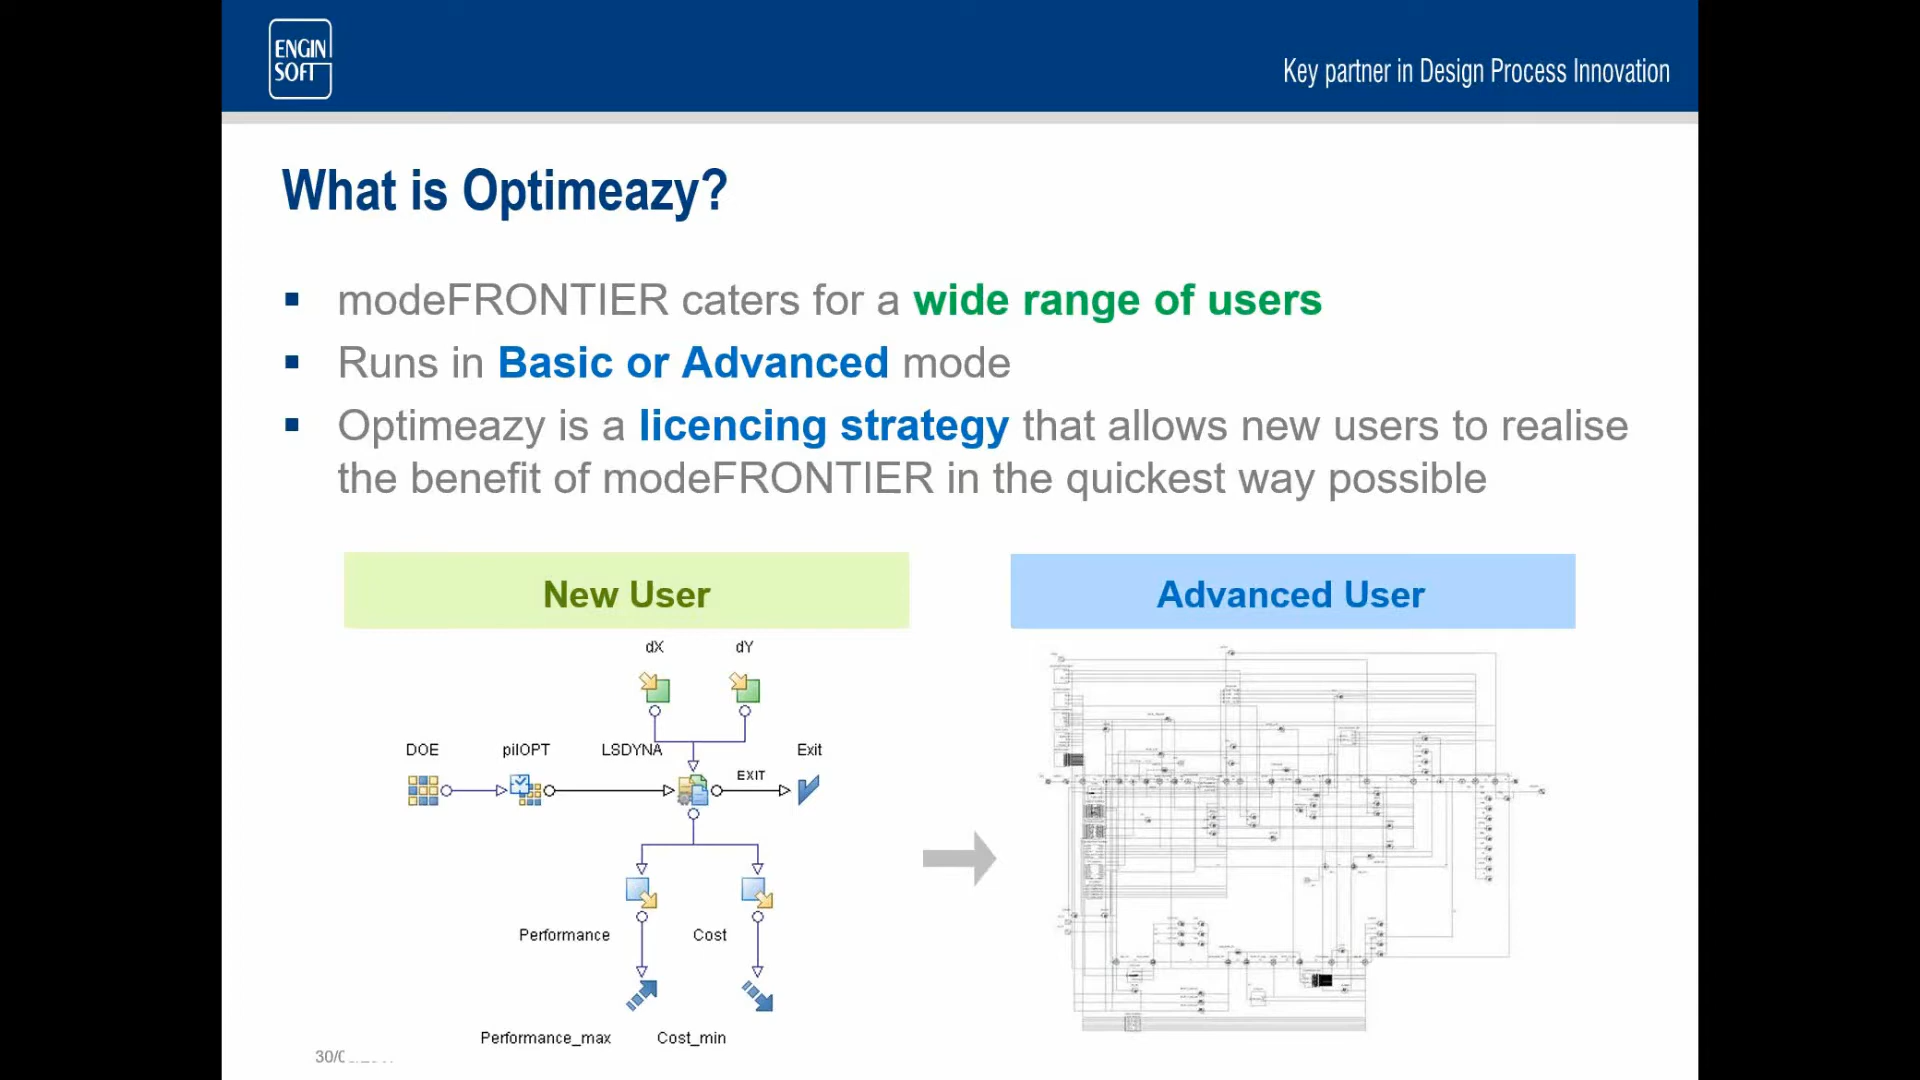 ENGIN
SOFT
Key partner in Design Process Innovation
What is Optimeazy?
modeFRONTIER caters for a wide range of users
Runs in Basic or Advanced mode
Optimeazy is a licencing strategy that allows new users to realise
the benefit of modeFRONTIER in the quickest way possible
New User
Advanced User
dX dY
DOE pilOPT LSDYNA Exit
EXIT
Performance Cost
Performance_max Cost_min